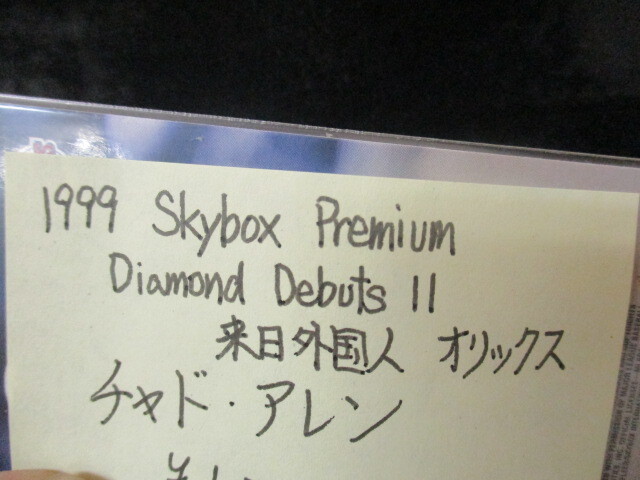 1999 Skybox Premium
Diamond Debuts 11
来日外国人 オリックス
チャド・アレン